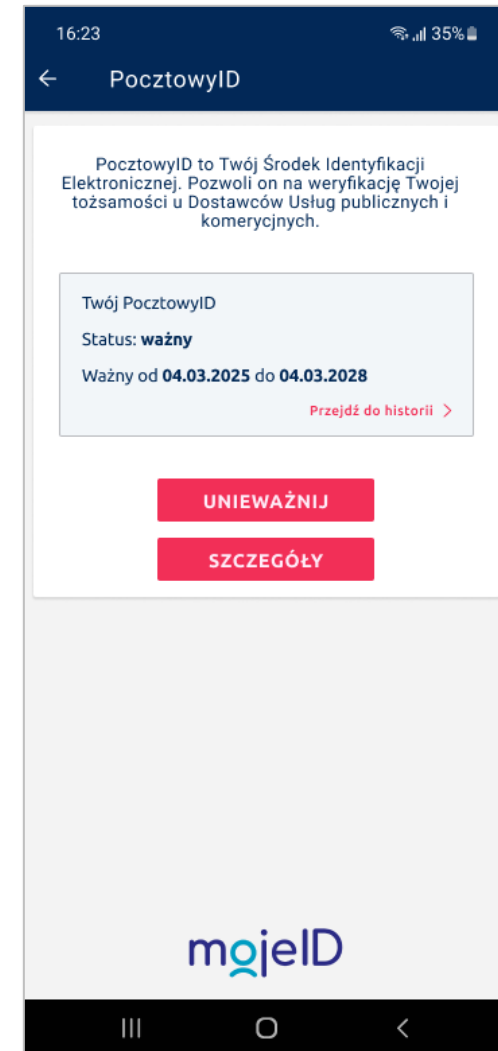 16:23 35%
PocztowyID
PocztowyID to Twój Środek Identyfikacji
Elektronicznej. Pozwoli on na weryfikację Twojej
tożsamości u Dostawców Usług publicznych i
komercyjnych.
Twój PocztowyID
Status: ważny
Ważny od 04.03.2025 do 04.03.2028
Przejdź do historii
UNIEWAŻNIJ
SZCZEGÓŁY
mojeID